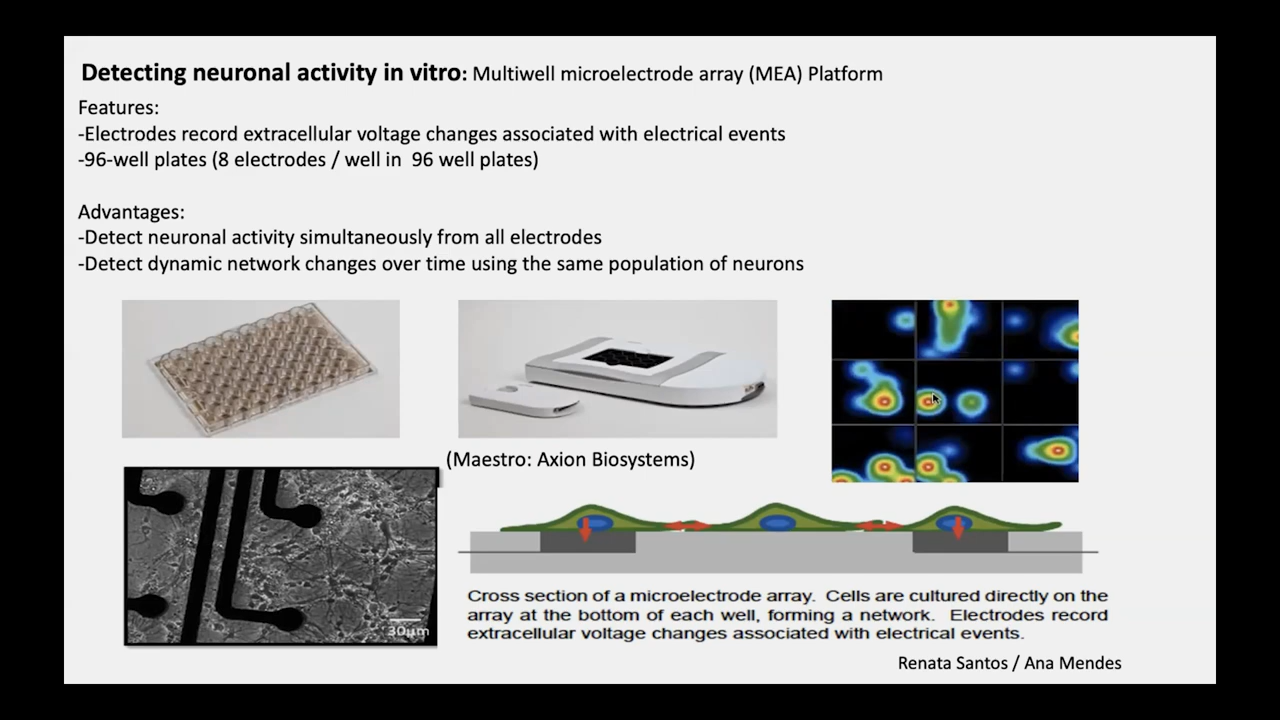 Detecting neuronal activity in vitro: Multiwell microelectrode array (MEA) Platform
Features:
-Electrodes record extracellular voltage changes associated with electrical events
-96-well plates (8 electrodes / well in  96 well plates)
Advantages:
-Detect neuronal activity simultaneously from all electrodes
-Detect dynamic network changes over time using the same population of neurons
(Maestro: Axion Biosystems)
30µm
Cross section of a microelectrode array.  Cells are cultured directly on the
array at the bottom of each well, forming a network.  Electrodes record
extracellular voltage changes associated with electrical events.
Renata Santos / Ana Mendes